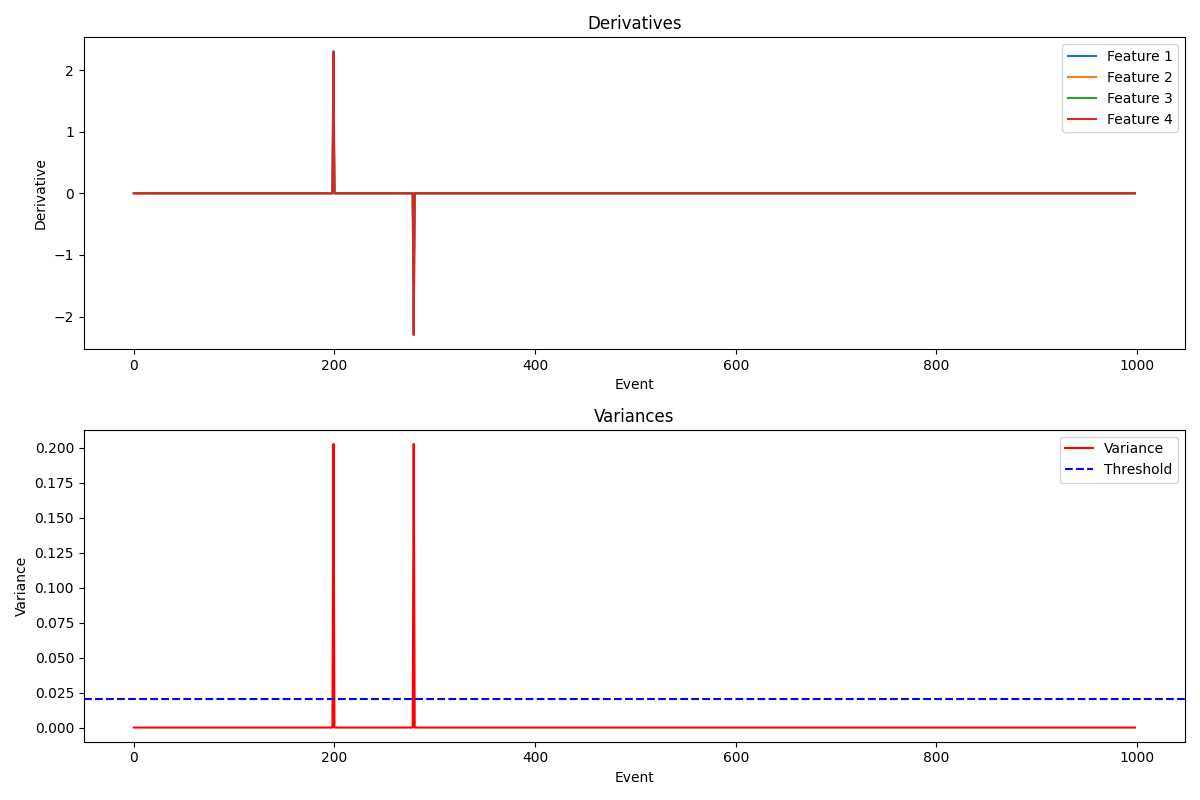 Derivatives
Feature 1
Feature 2
Feature 3
Feature 4
Derivative
2
1
0
−1
−2
0 200 400 600 800 1000
Event
Variances
Variance
Threshold
Variance
0.200
0.175
0.150
0.125
0.100
0.075
0.050
0.025
0.000
0 200 400 600 800 1000
Event